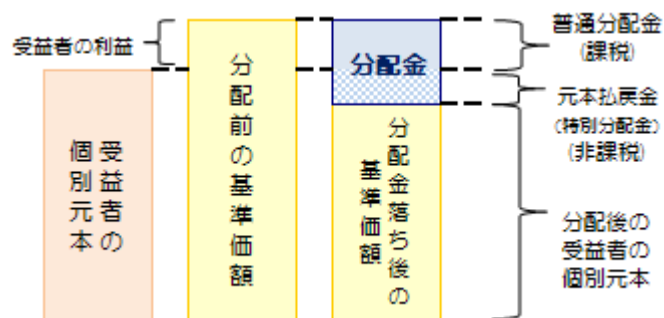 受益者の利益
受益者の
個別元本
分配前の基準価額
分配金
分配金落ち後の
基準価額
普通分配金
(課税)
元本払戻金
(特別分配金)
(非課税)
分配後の
受益者の
個別元本